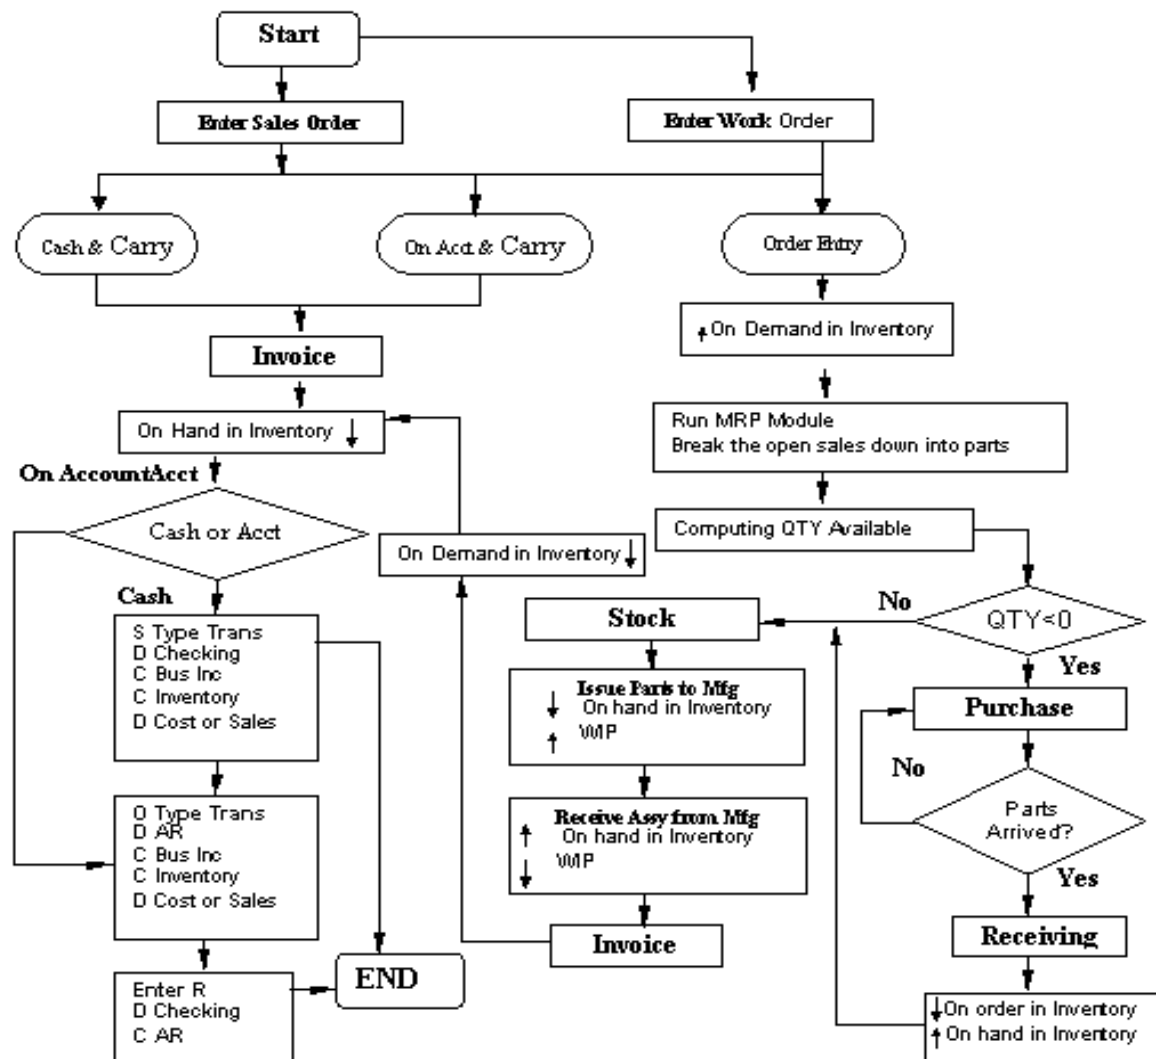 Start
Enter Sales Order
Enter Work Order
Cash & Carry
On Acct & Carry
Order Entry
On Demand in Inventory
Invoice
Run MRP Module
Break the open sales down into parts
On Hand in Inventory
On AccountAcct
Cash or Acct
Computing QTY Available
On Demand in Inventory
Cash
No
QTY<0
Stock
Yes
S Type Trans
D Checking
C Bus Inc
C Inventory
D Cost or Sales
Issue Parts to Mfg
On hand in Inventory
WIP
Purchase
No
Parts
Arrived?
O Type Trans
D AR
C Bus Inc
C Inventory
D Cost or Sales
Receive Assy from Mfg
On hand in Inventory
WIP
Yes
Invoice
Receiving
END
Enter R
D Checking
C AR
On order in Inventory
On hand in Inventory